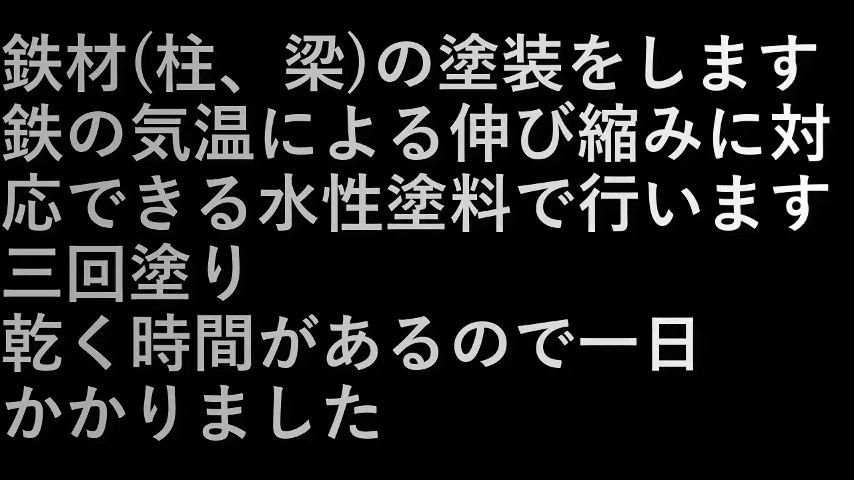 鉄材(柱、梁)の塗装をします
鉄の気温による伸び縮みに対
応できる水性塗料で行います
三回塗り
乾く時間があるので一日
かかりました